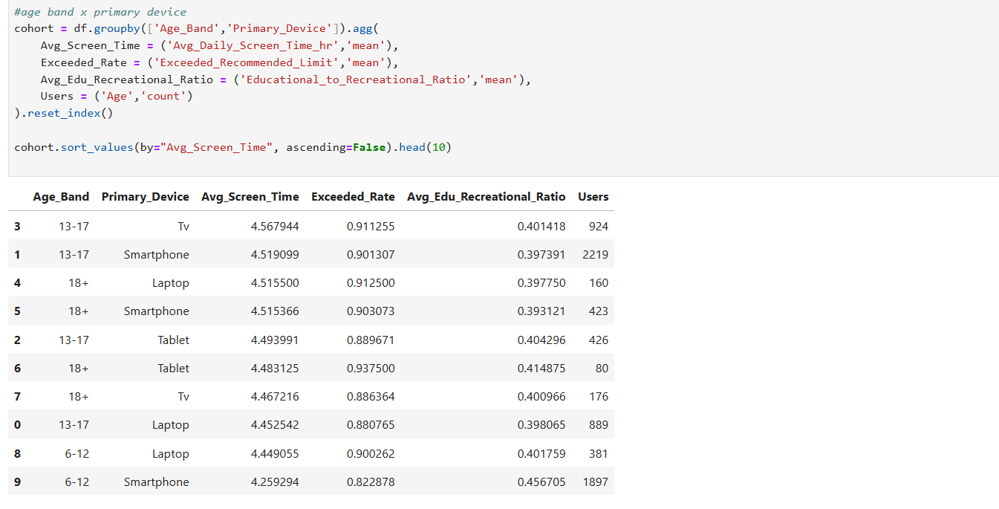 #age band x primary device
cohort = df.groupby(['Age_Band','Primary_Device']).agg(
    Avg_Screen_Time = ('Avg_Daily_Screen_Time_hr','mean'),
    Exceeded_Rate = ('Exceeded_Recommended_Limit','mean'),
    Avg_Edu_Recreational_Ratio = ('Educational_to_Recreational_Ratio','mean'),
    Users = ('Age','count')
).reset_index()
cohort.sort_values(by="Avg_Screen_Time", ascending=False).head(10)
Age_Band Primary_Device Avg_Screen_Time Exceeded_Rate Avg_Edu_Recreational_Ratio Users
3 13-17 Tv 4.567944 0.911255 0.401418 924
1 13-17 Smartphone 4.519099 0.901307 0.397391 2219
4 18+ Laptop 4.515500 0.912500 0.397750 160
5 18+ Smartphone 4.515366 0.903073 0.393121 423
2 13-17 Tablet 4.493991 0.889671 0.404296 426
6 18+ Tablet 4.483125 0.937500 0.414875 80
7 18+ Tv 4.467216 0.886364 0.400966 176
0 13-17 Laptop 4.452542 0.880765 0.398065 889
8 6-12 Laptop 4.449055 0.900262 0.401759 381
9 6-12 Smartphone 4.259294 0.822878 0.456705 1897